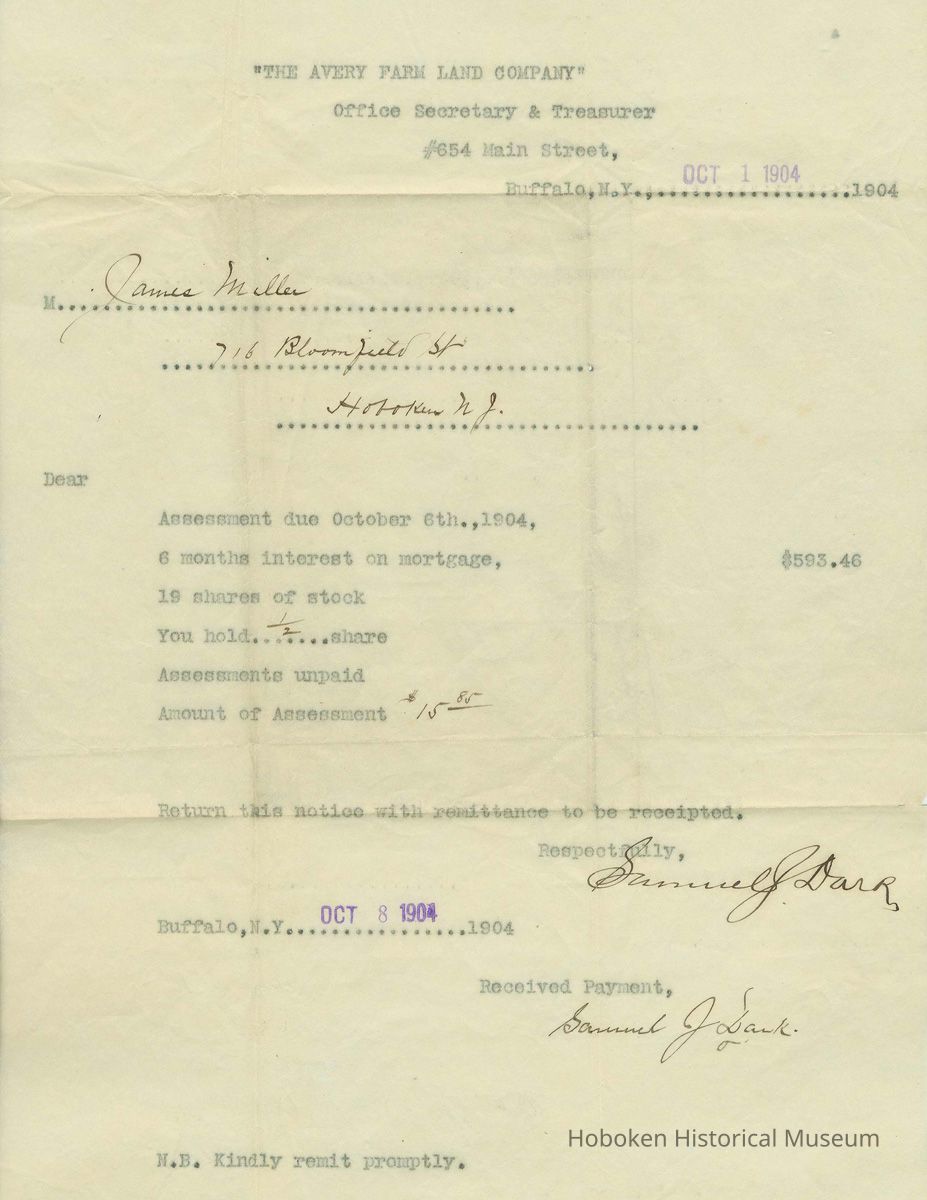 "THE AVERY FARM LAND COMPANY"
Office Secretary & Treasurer
#654 Main Street,
OCT 1 1904
Buffalo,N.Y.,.....................1904
M. James Miller
716 Bloomfield St
Hoboken N J.
Dear
Assessment due October 6th.,1904,
6 months interest on mortgage, $593.46
19 shares of stock
You hold...1/2....share
Assessments unpaid
Amount of Assessment $15 85
Return this notice with remittance to be receipted.
Respectfully,
Samuel J Dark
OCT 8 1904
Buffalo,N.Y...................1904
Received Payment,
Samuel J Dark.
Hoboken Historical Museum
N.B. Kindly remit promptly.